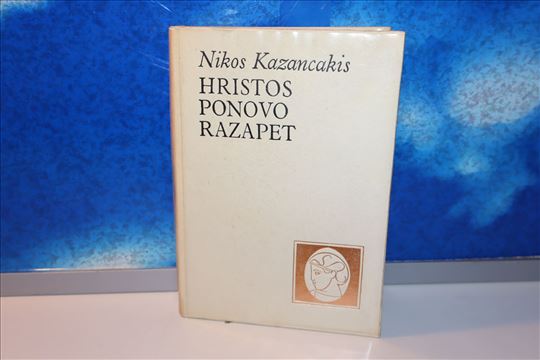 Nikos Kazancakis
HRISTOS
PONOVO
RAZAPET